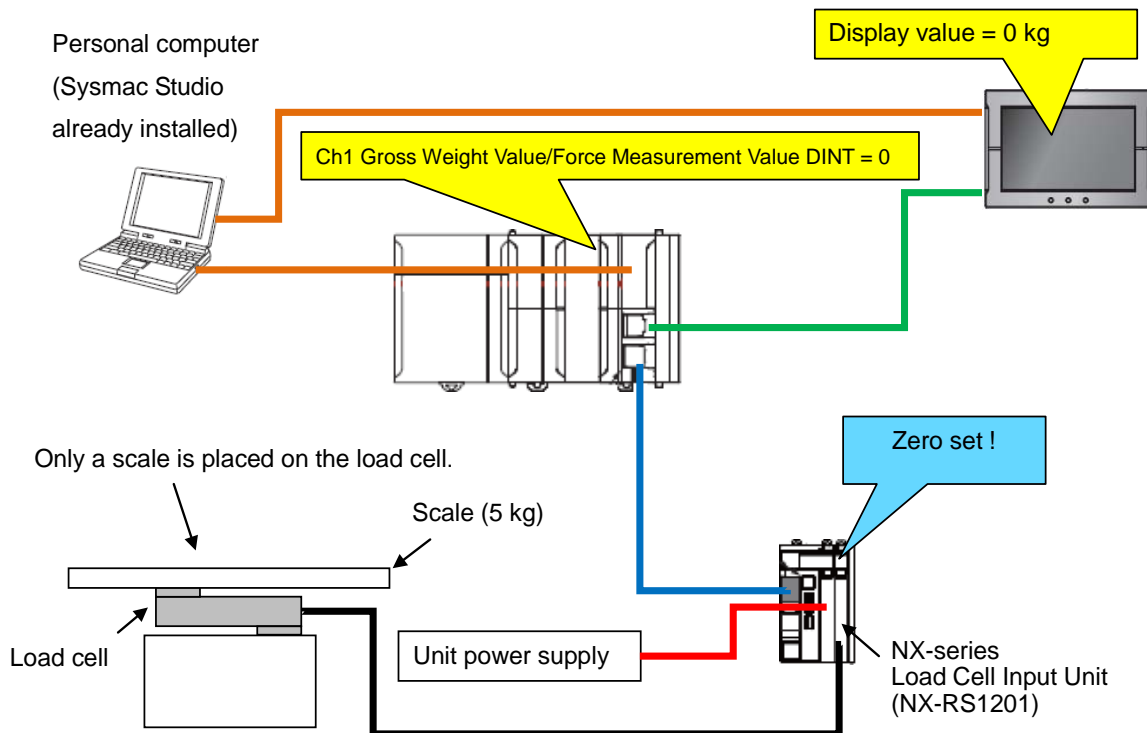 Display value = 0 kg
Personal computer
(Sysmac Studio
already installed)
Ch1 Gross Weight Value/Force Measurement Value DINT = 0
Zero set !
Only a scale is placed on the load cell.
Scale (5 kg)
Load cell
Unit power supply
NX-series
Load Cell Input Unit
(NX-RS1201)